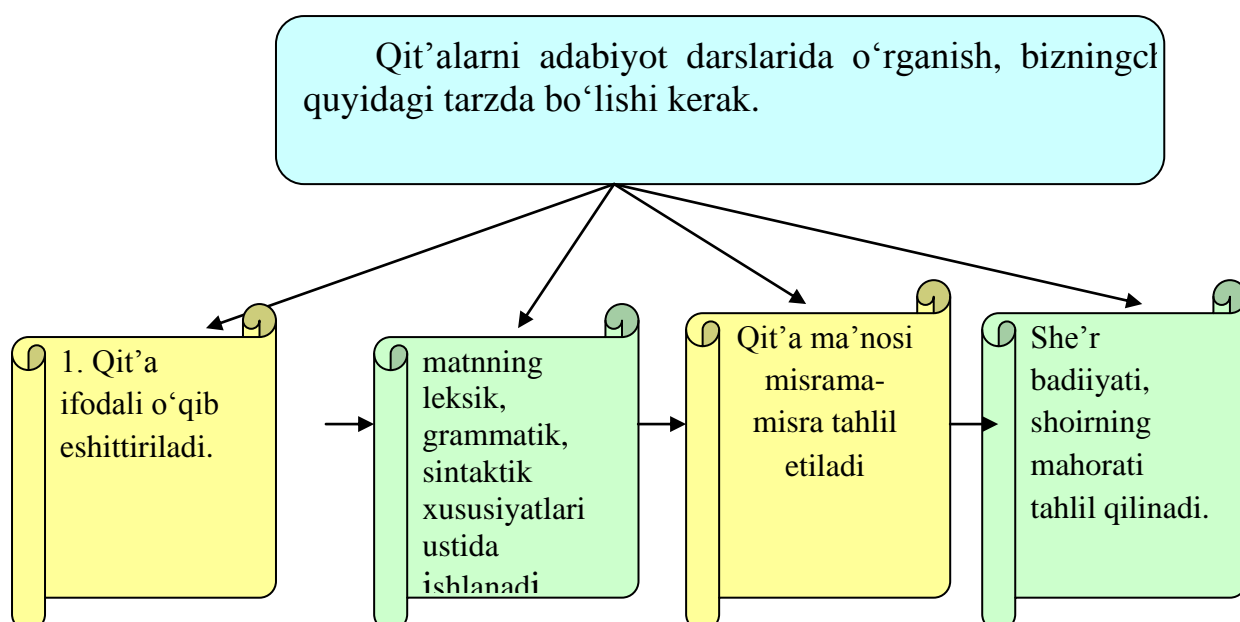 Qit’alarni adabiyot darslarida o‘rganish,
quyidagi tarzda bo‘lishi kerak.
1. Qit’a
ifodali o‘qib
eshittiriladi.
matnning
leksik,
grammatik,
sintaktik
xususiyatlari
ustida
ishlanadi
Qit’a ma’nosi
misrama-
misra tahlil
etiladi
She’r
badiiyati,
shoirning
mahorati
tahlil qilinadi.